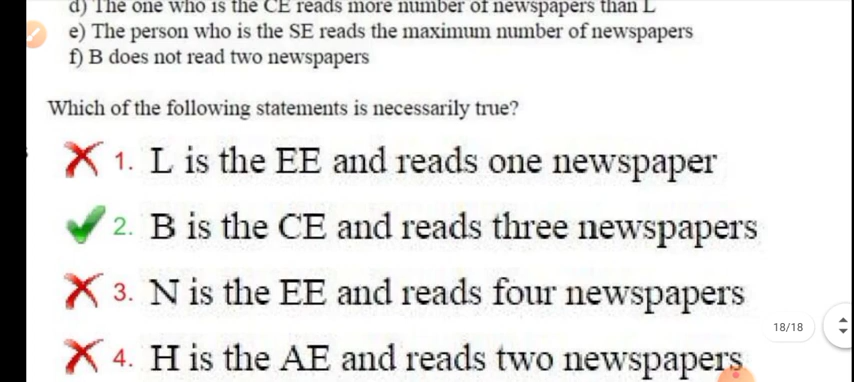 d) The one who is the CE reads more number of newspapers than L
e) The person who is the SE reads the maximum number of newspapers
f) B does not read two newspapers
Which of the following statements is necessarily true?
1. L is the EE and reads one newspaper
2. B is the CE and reads three newspapers
3. N is the EE and reads four newspapers
18/18
4. H is the AE and reads two newspapers